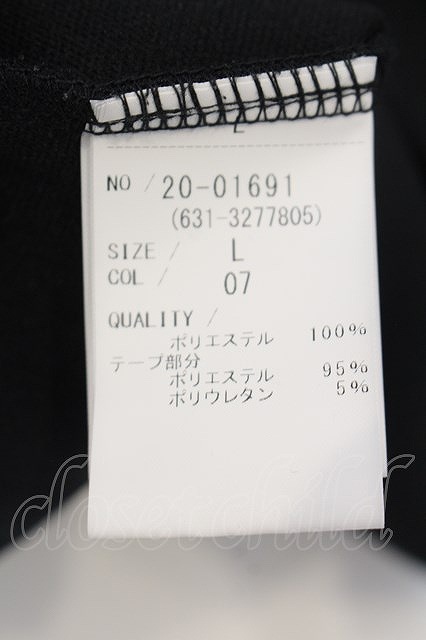 L
NO / 20-01691
(631-3277805)
SIZE / L
COL / 07
QUALITY /
ポリエステル 100%
テープ部分
ポリエステル 95%
ポリウレタン 5%
closetchild